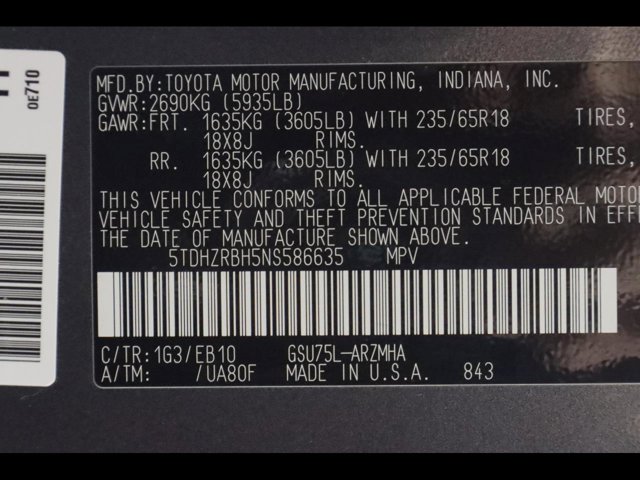 0E710
MFD.BY:TOYOTA MOTOR MANUFACTURING, INDIANA, INC.
GVWR:2690KG (5935LB)
GAWR:FRT. 1635KG (3605LB) WITH 235/65R18 TIRES,
18X8J RIMS.
RR. 1635KG (3605LB) WITH 235/65R18 TIRES,
18X8J RIMS.
THIS VEHICLE CONFORMS TO ALL APPLICABLE FEDERAL MOTO
VEHICLE SAFETY AND THEFT PREVENTION STANDARDS IN EFFE
THE DATE OF MANUFACTURE SHOWN ABOVE.
5TDHZRBH5NS586635 MPV
C/TR:1G3/EB10 GSU75L-ARZMHA
A/TM: /UA80F MADE IN U.S.A. 843